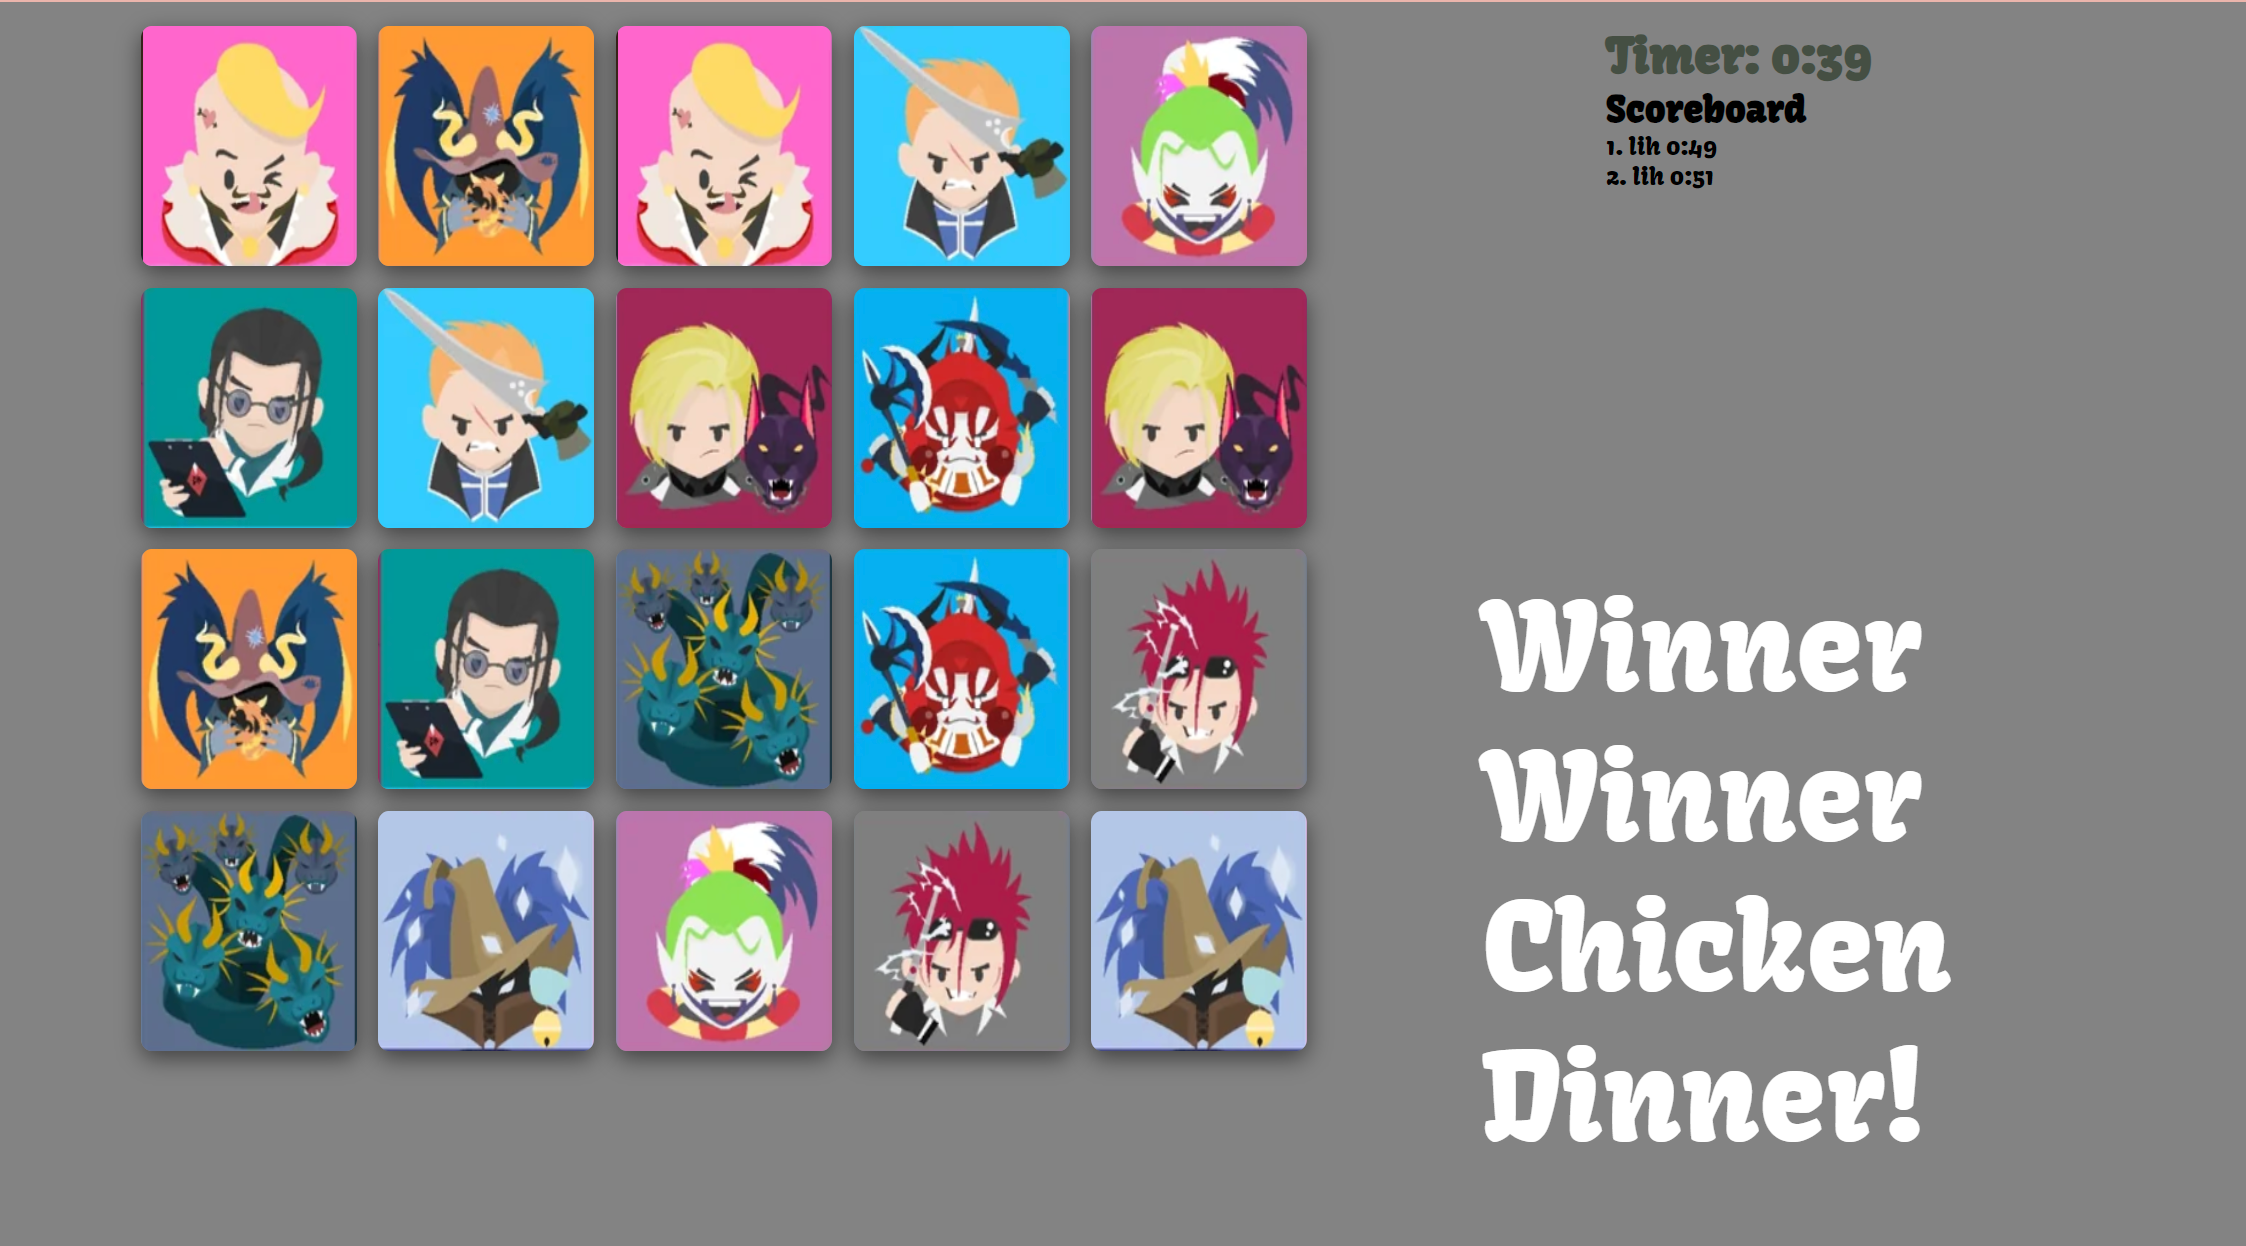 Timer: 0:39
Scoreboard
1. lih 0:49
2. lih 0:51
Winner
Winner
Chicken
Dinner!